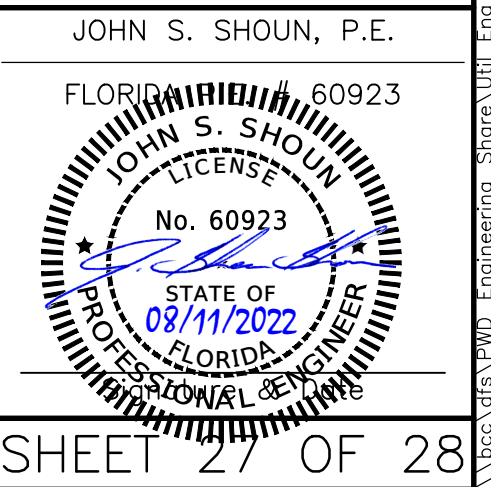 JOHN S. SHOUN, P.E.
FLORIDA P.E. # 60923
JOHN S. SHOUN
LICENSE
No. 60923
STATE OF
08/11/2022
FLORIDA
PROFESSIONAL ENGINEER
Signature & Date
SHEET 27 OF 28
\bcc\dfs\PWD Engineering Share\Util Eng